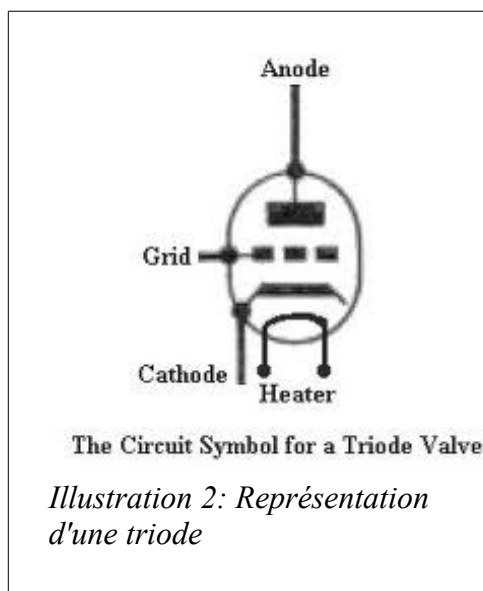 Anode
Grid
Cathode
Heater
The Circuit Symbol for a Triode Valve
Illustration 2: Représentation
d'une triode